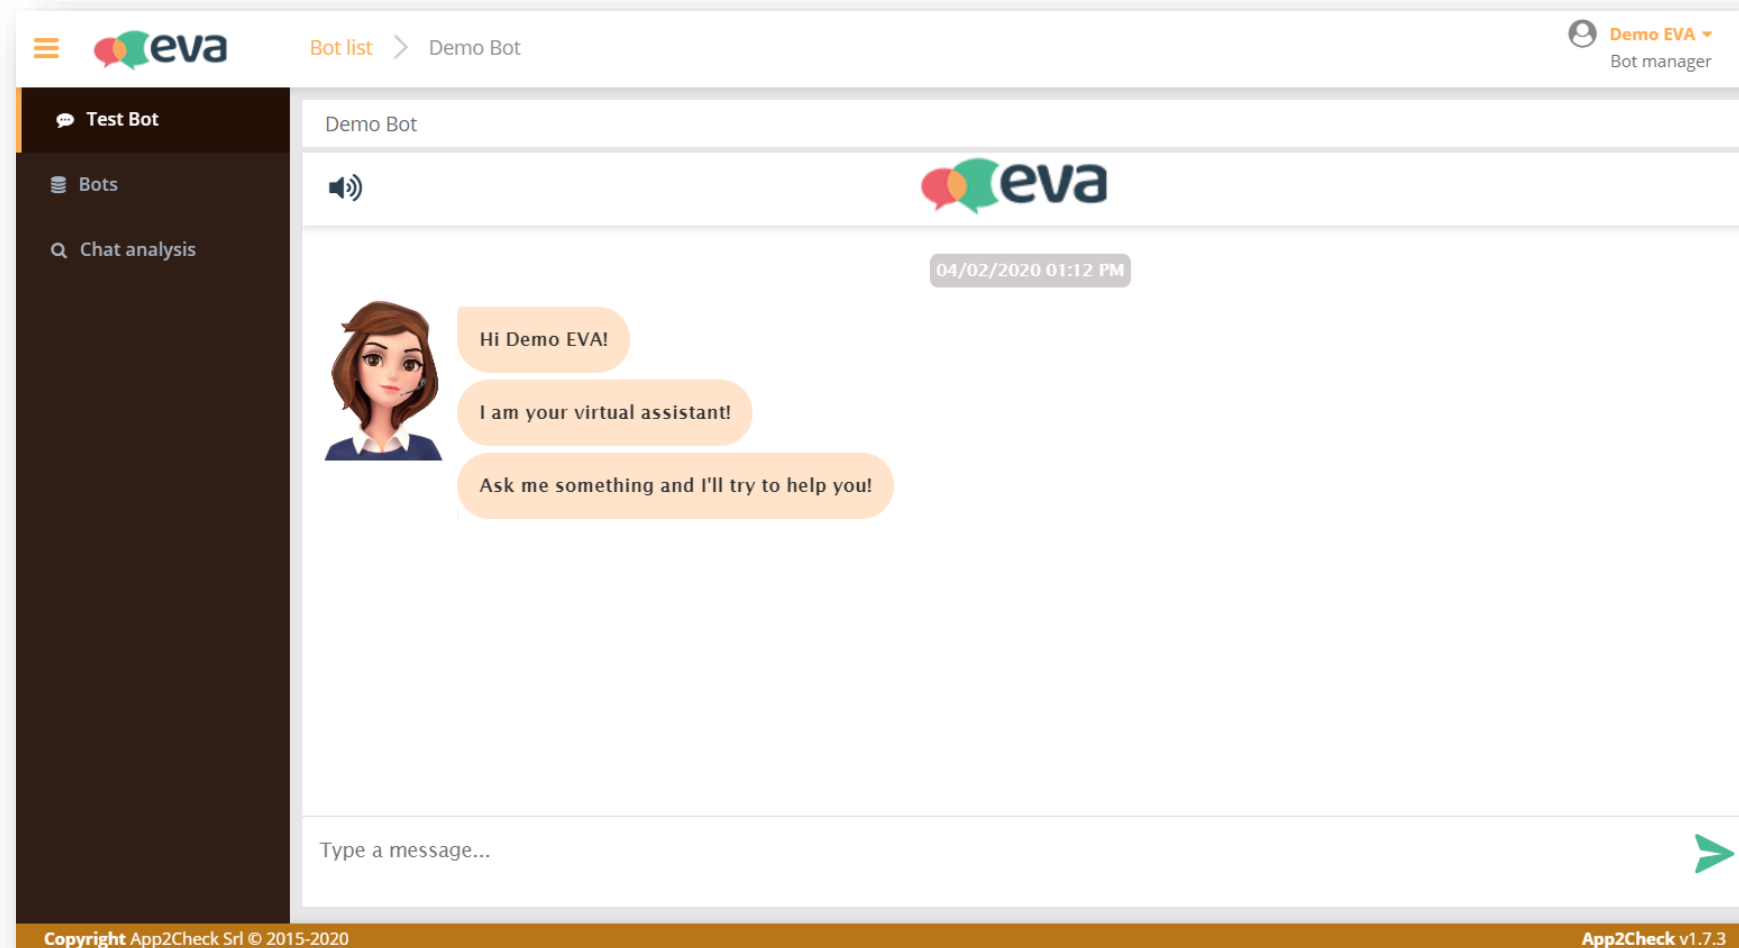 eva
Bot list
Demo Bot
Demo EVA
Bot manager
Test Bot
Bots
Chat analysis
Demo Bot
eva
04/02/2020 01:12 PM
Hi Demo EVA!
I am your virtual assistant!
Ask me something and I'll try to help you!
Type a message...
Copyright App2Check Srl © 2015-2020
App2Check v1.7.3